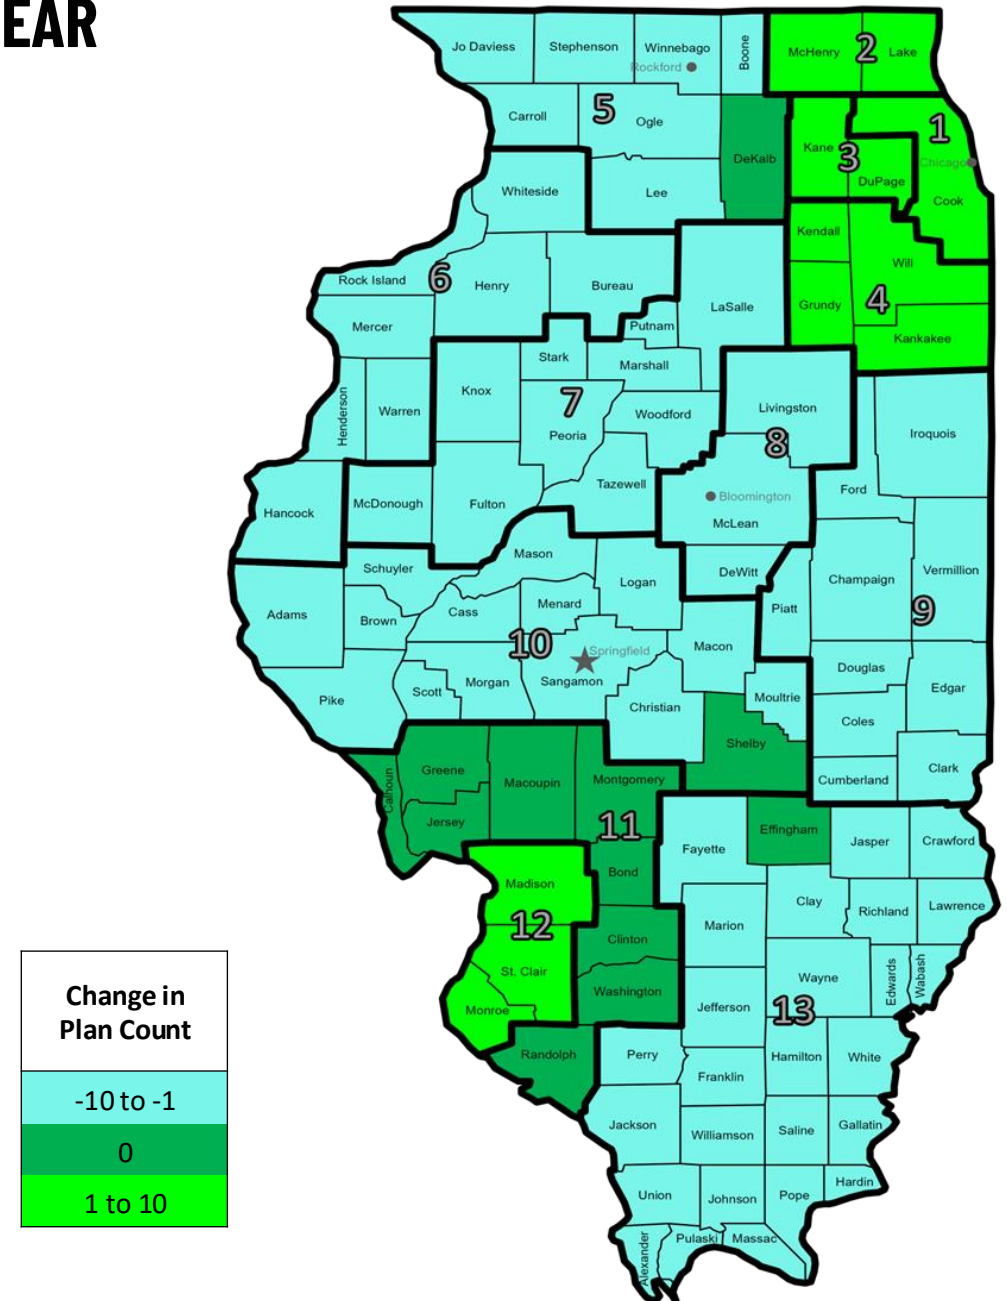 EAR
Jo Daviess
Stephenson
Winnebago
Boone
McHenry
2
Lake
Rockford
Carroll
5
Ogle
DeKalb
Kane
3
DuPage
1
Chicago
Cook
Whiteside
Lee
Kendall
Will
Rock Island
6
Henry
Bureau
LaSalle
Grundy
4
Kankakee
Mercer
Putnam
Stark
Marshall
Henderson
Warren
Knox
7
Peoria
Woodford
Livingston
8
Iroquois
Hancock
McDonough
Fulton
Tazewell
Bloomington
McLean
Ford
Mason
Schuyler
Logan
DeWitt
Champaign
Vermillion
9
Adams
Brown
Cass
Menard
Piatt
10
Springfield
Macon
Pike
Scott
Morgan
Sangamon
Christian
Moultrie
Douglas
Edgar
Coles
Shelby
Calhoun
Greene
Macoupin
Montgomery
Cumberland
Clark
Jersey
11
Effingham
Fayette
Jasper
Crawford
Madison
Bond
Clay
Richland
Lawrence
12
Clinton
Marion
St. Clair
Washington
Wayne
Edwards
Wabash
Monroe
Jefferson
13
Randolph
Perry
Franklin
Hamilton
White
Jackson
Williamson
Saline
Gallatin
Union
Johnson
Pope
Hardin
Alexander
Pulaski
Massac
Change in
Plan Count
-10 to -1
0
1 to 10